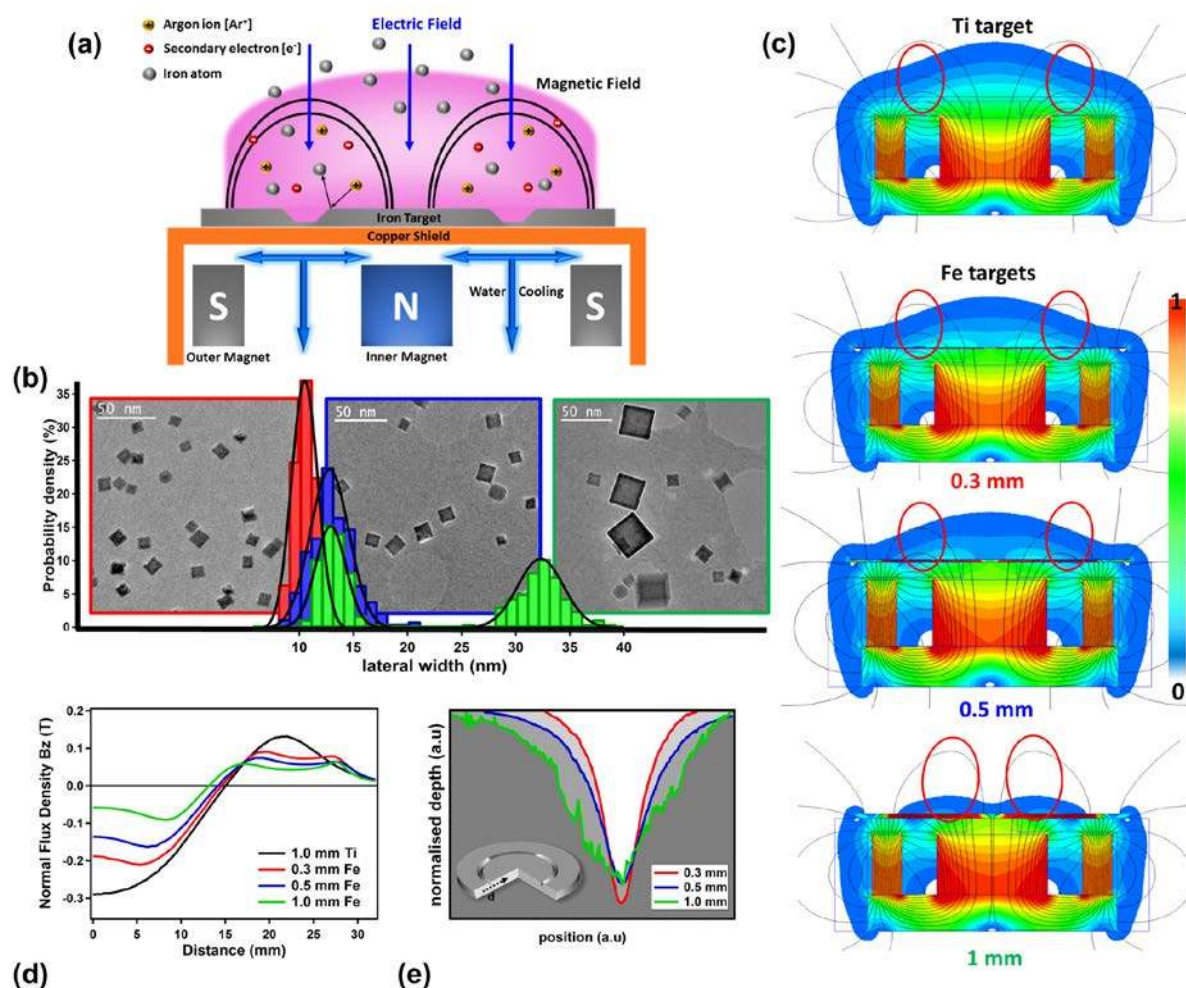 (a)
Argon ion [Ar⁺]
Secondary electron [e⁻]
Iron atom
Electric Field
Magnetic Field
Iron Target
Copper Shield
S
N
S
Water Cooling
Outer Magnet
Inner Magnet
(b)
Probability density (%)
35
30
25
20
15
10
5
0
50 nm
50 nm
50 nm
10 15 20 25 30 35 40
lateral width (nm)
(c)
Ti target
Fe targets
1
0
0.3 mm
0.5 mm
1 mm
Normal Flux Density Bz (T)
0.2
0.1
0.0
-0.1
-0.2
-0.3
1.0 mm Ti
0.3 mm Fe
0.5 mm Fe
1.0 mm Fe
0 5 10 15 20 25 30
Distance (mm)
(d)
normalised depth (a.u)
d
0.3 mm
0.5 mm
1.0 mm
position (a.u)
(e)